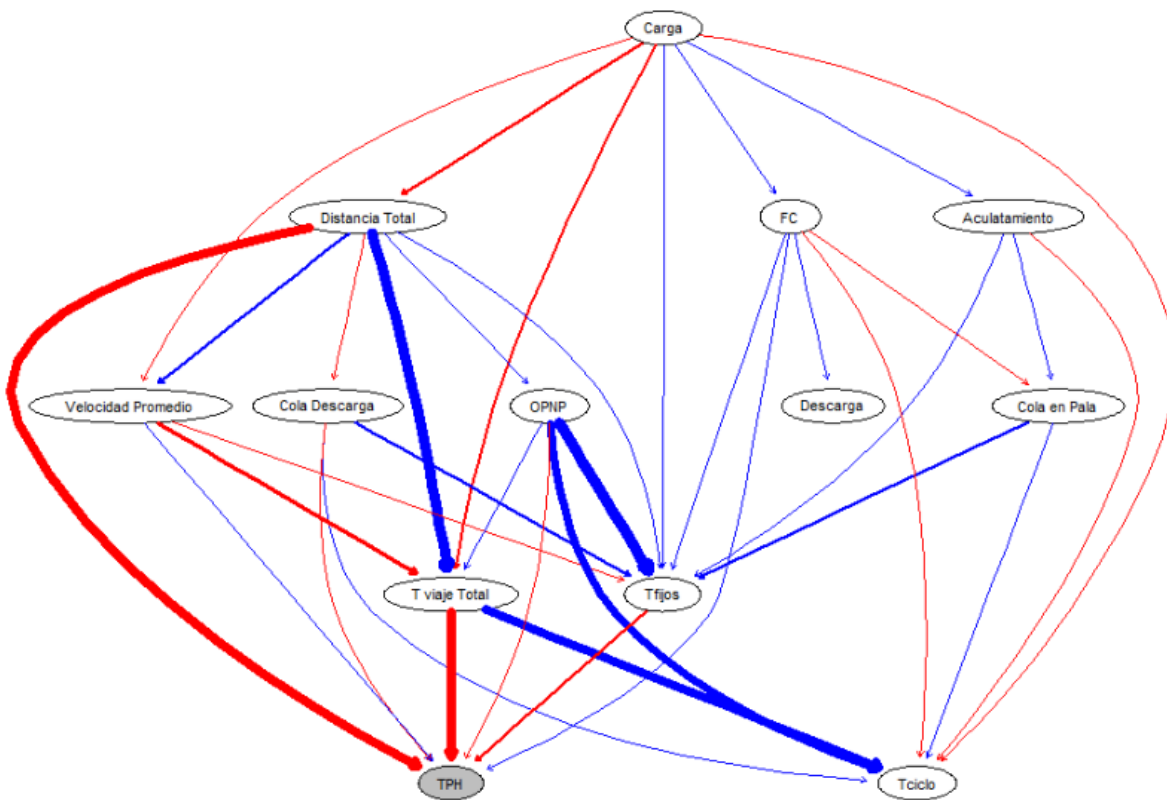 Carga
Distancia Total
FC
Aculatamiento
Velocidad Promedio
Cola Descarga
OPNP
Descarga
Cola en Pala
T viaje Total
Tfijos
TPH
Tciclo